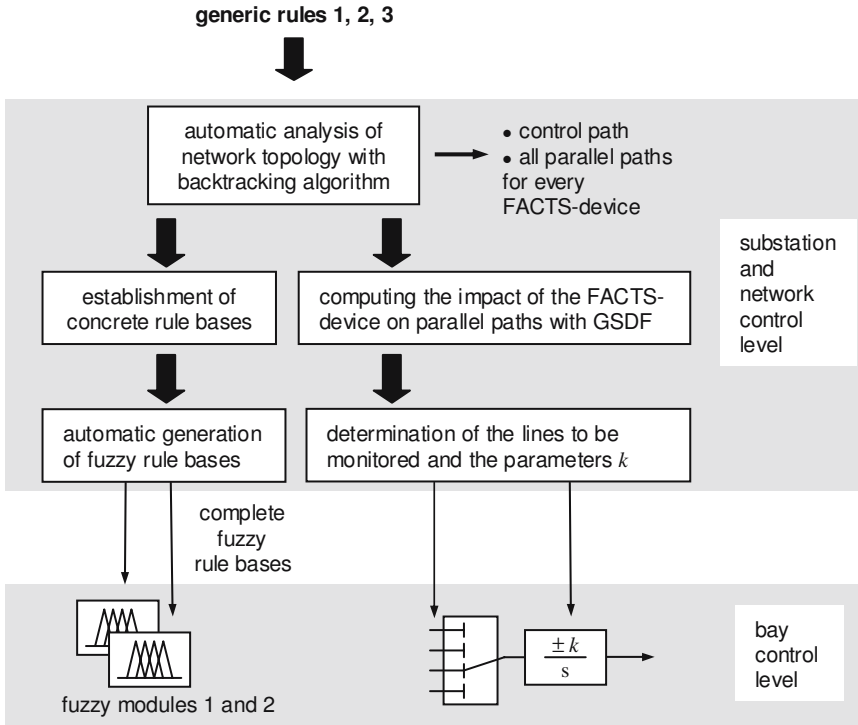 generic rules 1, 2, 3
automatic analysis of
network topology with
backtracking algorithm
• control path
• all parallel paths
for every
FACTS-device
substation
and
network
control
level
establishment of
concrete rule bases
computing the impact of the FACTS-
device on parallel paths with GSDF
automatic generation
of fuzzy rule bases
determination of the lines to be
monitored and the parameters k
complete
fuzzy
rule bases
± k
s
bay
control
level
fuzzy modules 1 and 2